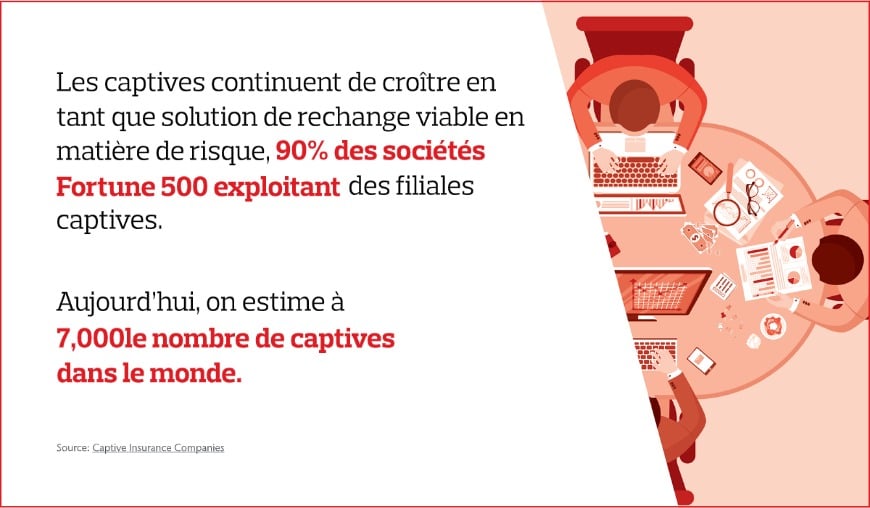 Les captives continuent de croître en
tant que solution de rechange viable en
matière de risque, 90% des sociétés
Fortune 500 exploitant des filiales
captives.
Aujourd’hui, on estime à
7,000le nombre de captives
dans le monde.
Source: Captive Insurance Companies